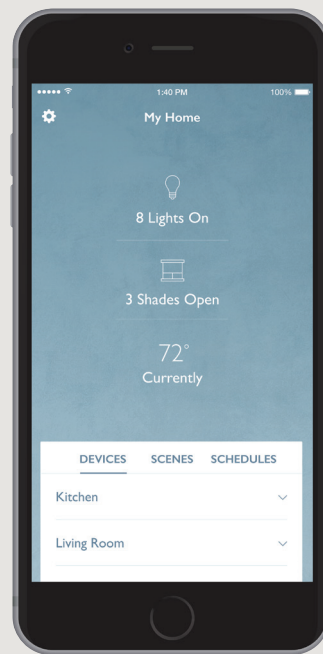 1:40 PM
100%
My Home
8 Lights On
3 Shades Open
72°
Currently
DEVICES SCENES SCHEDULES
Kitchen
Living Room